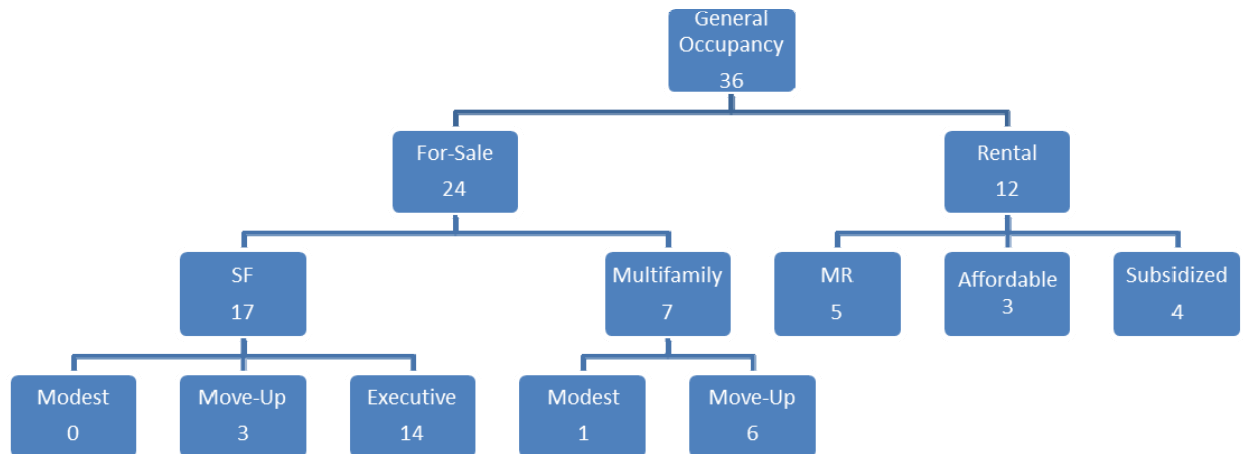 General
Occupancy
36
For-Sale
24
Rental
12
SF
17
Multifamily
7
MR
5
Affordable
3
Subsidized
4
Modest
0
Move-Up
3
Executive
14
Modest
1
Move-Up
6